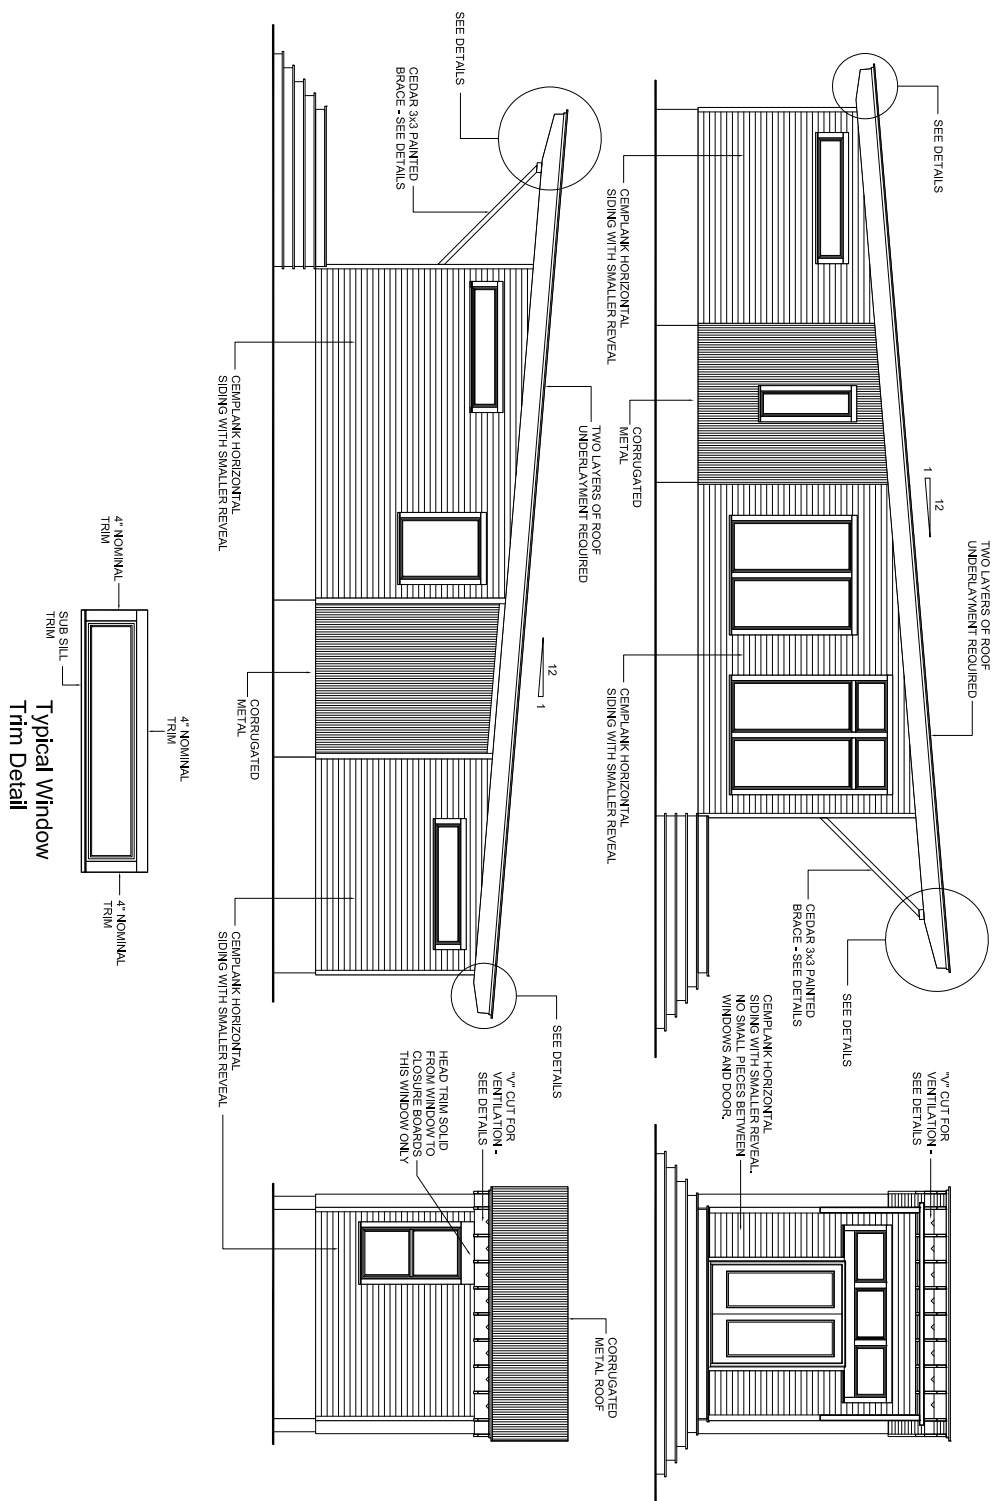 SEE DETAILS
CEMPLANK HORIZONTAL
SIDING WITH SMALLER REVEAL
CORRUGATED
METAL
1
12
TWO LAYERS OF ROOF
UNDERLAYMENT REQUIRED
CEMPLANK HORIZONTAL
SIDING WITH SMALLER REVEAL
CEDAR 3x3 PAINTED
BRACE - SEE DETAILS
SEE DETAILS
CEMPLANK HORIZONTAL
SIDING WITH SMALLER REVEAL.
NO SMALL PIECES BETWEEN
WINDOWS AND DOOR.
"V" CUT FOR
VENTILATION -
SEE DETAILS
SEE DETAILS
CEDAR 3x3 PAINTED
BRACE - SEE DETAILS
CEMPLANK HORIZONTAL
SIDING WITH SMALLER REVEAL
TWO LAYERS OF ROOF
UNDERLAYMENT REQUIRED
12
1
CORRUGATED
METAL
CEMPLANK HORIZONTAL
SIDING WITH SMALLER REVEAL
SEE DETAILS
"V" CUT FOR
VENTILATION -
SEE DETAILS
HEAD TRIM SOLID
FROM WINDOW TO
CLOSURE BOARDS
THIS WINDOW ONLY
CORRUGATED
METAL ROOF
4" NOMINAL
TRIM
4" NOMINAL
TRIM
4" NOMINAL
TRIM
SUB SILL
TRIM
Typical Window
Trim Detail